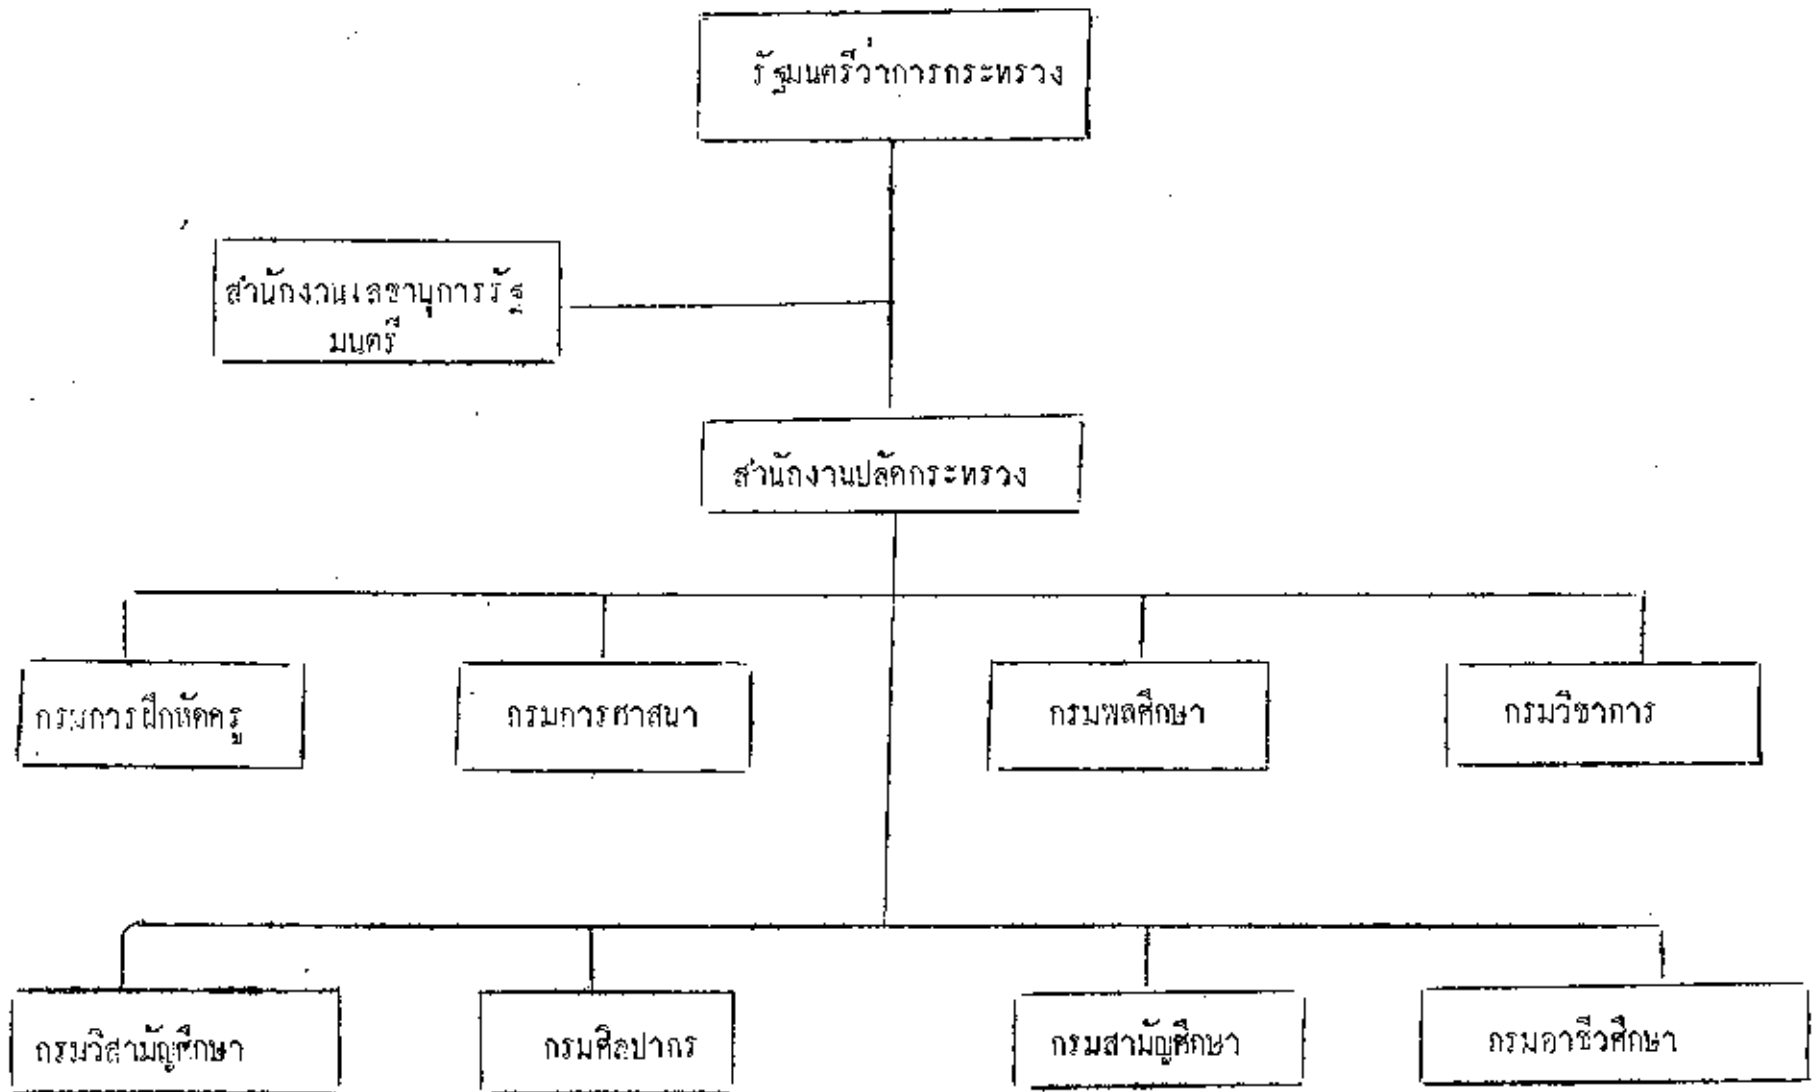 รัฐมนตรีว่าการกระทรวง
สำนักงานเลขานุการรัฐ
มนตรี
สำนักงานปลัดกระทรวง
กรมการฝึกหัดครู
กรมการศาสนา
กรมพลศึกษา
กรมวิชาการ
กรมวิสามัญศึกษา
กรมศิลปากร
กรมสามัญศึกษา
กรมอาชีวศึกษา